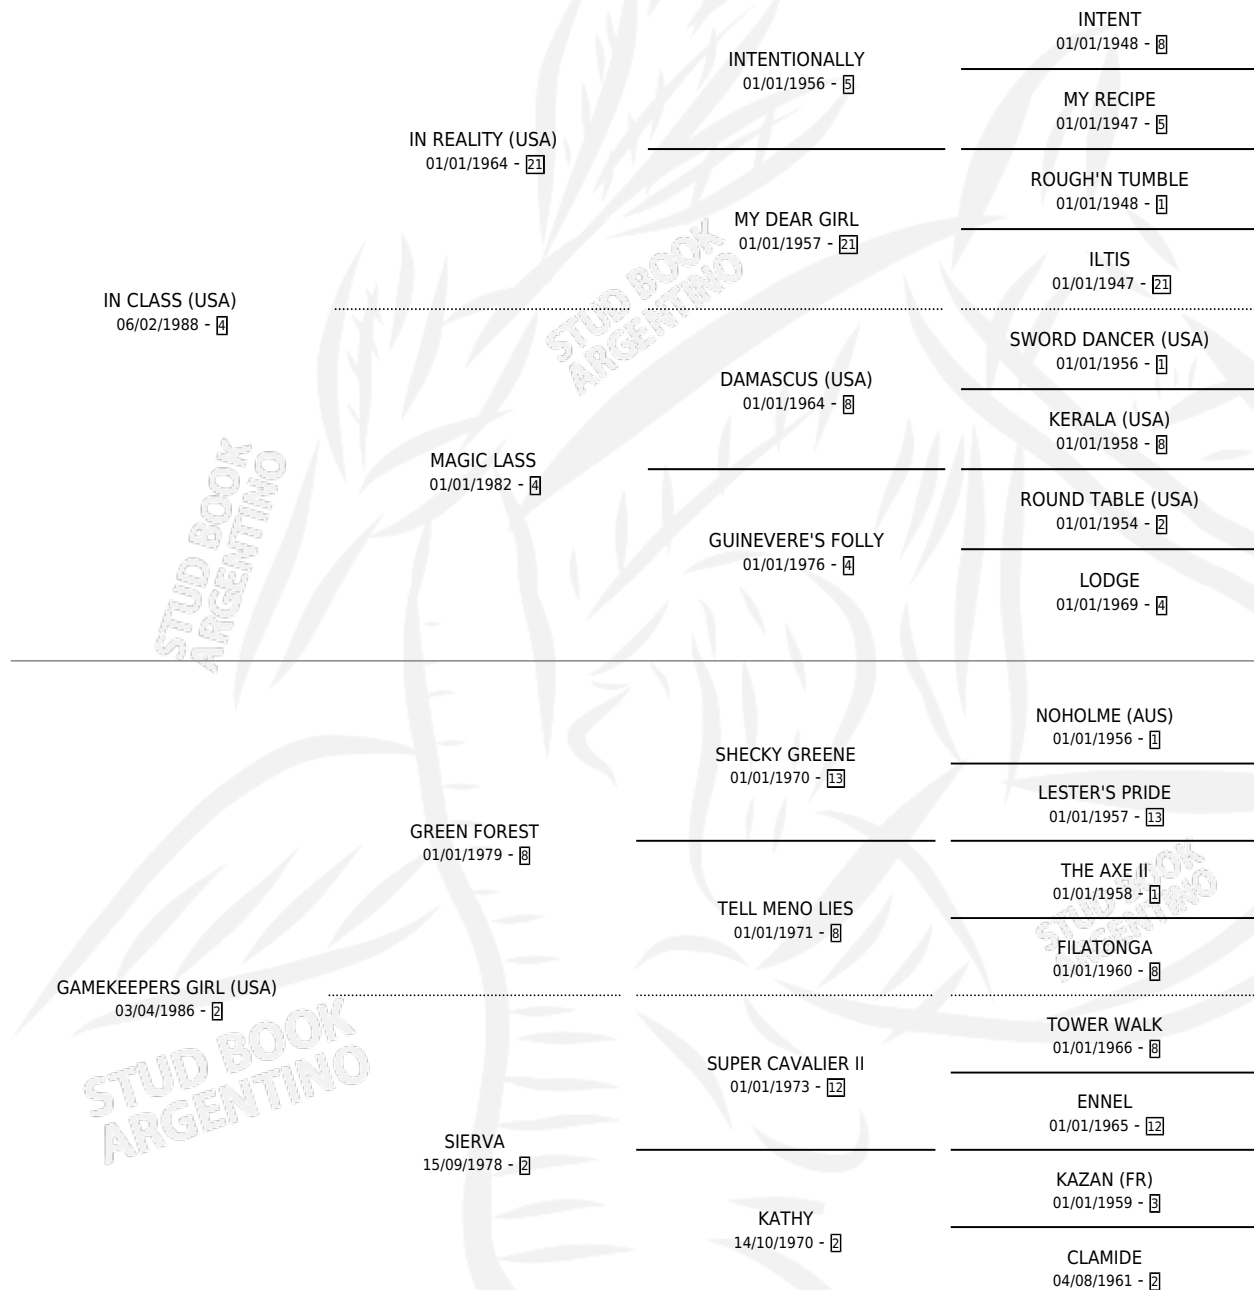 INTENT
01/01/1948 - 8
INTENTIONALLY
01/01/1956 - 5
MY RECIPE
01/01/1947 - 5
IN REALITY (USA)
01/01/1964 - 21
ROUGH'N TUMBLE
01/01/1948 - 1
MY DEAR GIRL
01/01/1957 - 21
ILTIS
01/01/1947 - 21
IN CLASS (USA)
06/02/1988 - 4
SWORD DANCER (USA)
01/01/1956 - 1
DAMASCUS (USA)
01/01/1964 - 8
KERALA (USA)
01/01/1958 - 8
MAGIC LASS
01/01/1982 - 4
ROUND TABLE (USA)
01/01/1954 - 2
GUINEVERE'S FOLLY
01/01/1976 - 4
LODGE
01/01/1969 - 4
NOHOLME (AUS)
01/01/1956 - 1
SHECKY GREENE
01/01/1970 - 13
LESTER'S PRIDE
01/01/1957 - 13
GREEN FOREST
01/01/1979 - 8
THE AXE II
01/01/1958 - 1
TELL MENO LIES
01/01/1971 - 8
FILATONGA
01/01/1960 - 8
GAMEKEEPERS GIRL (USA)
03/04/1986 - 2
TOWER WALK
01/01/1966 - 8
SUPER CAVALIER II
01/01/1973 - 12
ENNEL
01/01/1965 - 12
SIERVA
15/09/1978 - 2
KAZAN (FR)
01/01/1959 - 3
KATHY
14/10/1970 - 2
CLAMIDE
04/08/1961 - 2
STUD BOOK
ARGENTINO
STUD BOOK
ARGENTINO
STUD BOOK
ARGENTINO
STUD BOOK
ARGENTINO